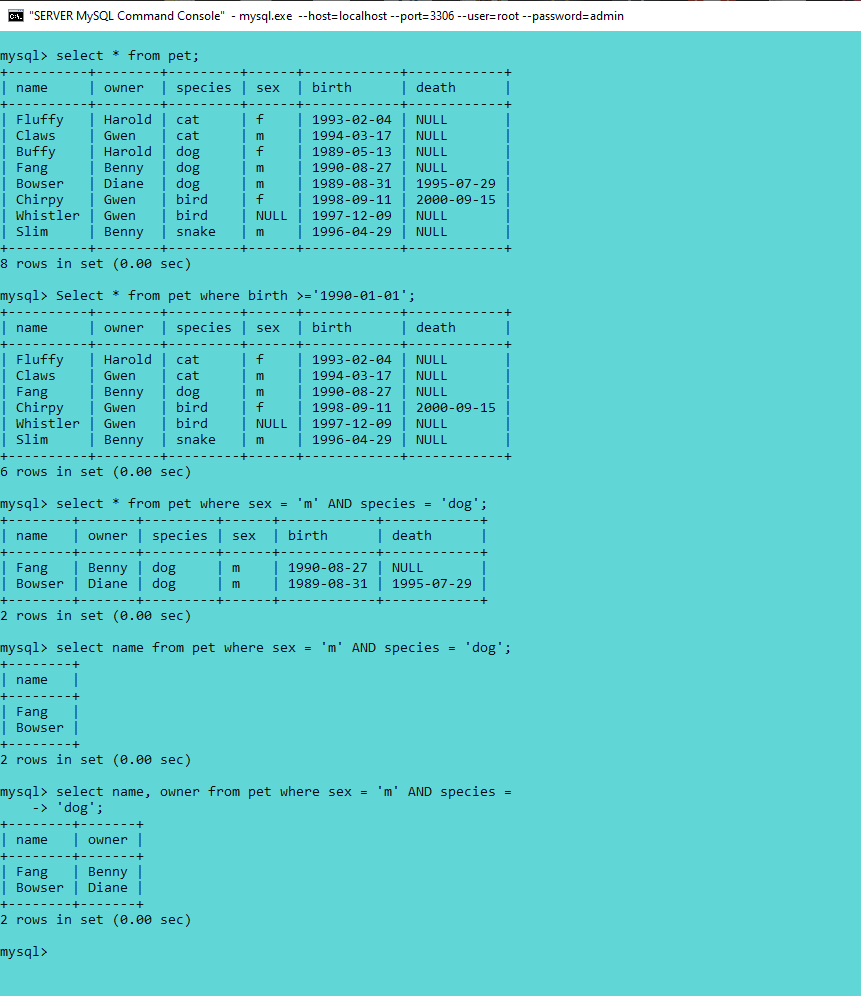 "SERVER MySQL Command Console" - mysql.exe --host=localhost --port=3306 --user=root --password=admin
mysql> select * from pet;
+----------+--------+---------+------+------------+------------+
| name     | owner  | species | sex  | birth      | death      |
+----------+--------+---------+------+------------+------------+
| Fluffy   | Harold | cat     | f    | 1993-02-04 | NULL       |
| Claws    | Gwen   | cat     | m    | 1994-03-17 | NULL       |
| Buffy    | Harold | dog     | f    | 1989-05-13 | NULL       |
| Fang     | Benny  | dog     | m    | 1990-08-27 | NULL       |
| Bowser   | Diane  | dog     | m    | 1989-08-31 | 1995-07-29 |
| Chirpy   | Gwen   | bird    | f    | 1998-09-11 | 2000-09-15 |
| Whistler | Gwen   | bird    | NULL | 1997-12-09 | NULL       |
| Slim     | Benny  | snake   | m    | 1996-04-29 | NULL       |
+----------+--------+---------+------+------------+------------+
8 rows in set (0.00 sec)
mysql> Select * from pet where birth >='1990-01-01';
+----------+--------+---------+------+------------+------------+
| name     | owner  | species | sex  | birth      | death      |
+----------+--------+---------+------+------------+------------+
| Fluffy   | Harold | cat     | f    | 1993-02-04 | NULL       |
| Claws    | Gwen   | cat     | m    | 1994-03-17 | NULL       |
| Fang     | Benny  | dog     | m    | 1990-08-27 | NULL       |
| Chirpy   | Gwen   | bird    | f    | 1998-09-11 | 2000-09-15 |
| Whistler | Gwen   | bird    | NULL | 1997-12-09 | NULL       |
| Slim     | Benny  | snake   | m    | 1996-04-29 | NULL       |
+----------+--------+---------+------+------------+------------+
6 rows in set (0.00 sec)
mysql> select * from pet where sex = 'm' AND species = 'dog';
+--------+-------+---------+------+------------+------------+
| name   | owner | species | sex  | birth      | death      |
+--------+-------+---------+------+------------+------------+
| Fang   | Benny | dog     | m    | 1990-08-27 | NULL       |
| Bowser | Diane | dog     | m    | 1989-08-31 | 1995-07-29 |
+--------+-------+---------+------+------------+------------+
2 rows in set (0.00 sec)
mysql> select name from pet where sex = 'm' AND species = 'dog';
+--------+
| name   |
+--------+
| Fang   |
| Bowser |
+--------+
2 rows in set (0.00 sec)
mysql> select name, owner from pet where sex = 'm' AND species =
    -> 'dog';
+--------+-------+
| name   | owner |
+--------+-------+
| Fang   | Benny |
| Bowser | Diane |
+--------+-------+
2 rows in set (0.00 sec)
mysql>